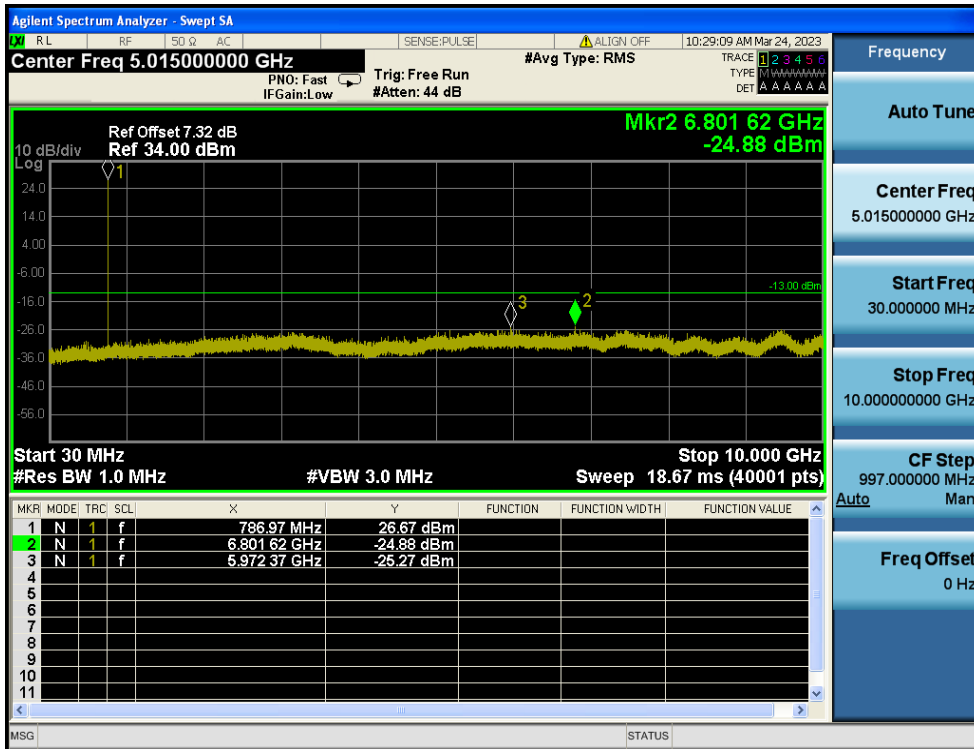 Agilent Spectrum Analyzer - Swept SA
LXI RL RF 50 Ω AC SENSE:PULSE ALIGN OFF 10:29:09 AM Mar 24, 2023
Center Freq 5.015000000 GHz #Avg Type: RMS TRACE 1 2 3 4 5 6
PNO: Fast Trig: Free Run TYPE M WWWWW
IFGain:Low #Atten: 44 dB DET A A A A A A
Mkr2 6.801 62 GHz
-24.88 dBm
Ref Offset 7.32 dB
10 dB/div Ref 34.00 dBm
Log
1
24.0
14.0
4.00
-6.00
-13.00 dBm
-16.0
3 2
-26.0
-36.0
-46.0
-56.0
Start 30 MHz Stop 10.000 GHz
#Res BW 1.0 MHz #VBW 3.0 MHz Sweep 18.67 ms (40001 pts)
MKR MODE TRC SCL X Y FUNCTION FUNCTION WIDTH FUNCTION VALUE
1 N 1 f 786.97 MHz 26.67 dBm
2 N 1 f 6.801 62 GHz -24.88 dBm
3 N 1 f 5.972 37 GHz -25.27 dBm
4
5
6
7
8
9
10
11
MSG STATUS
Frequency
Auto Tune
Center Freq
5.015000000 GHz
Start Freq
30.000000 MHz
Stop Freq
10.000000000 GHz
CF Step
997.000000 MHz
Auto Man
Freq Offset
0 Hz